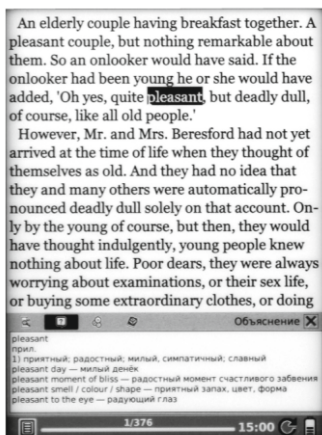 An elderly couple having breakfast together. A
pleasant couple, but nothing remarkable about
them. So an onlooker would have said. If the
onlooker had been young he or she would have
added, 'Oh yes, quite pleasant, but deadly dull,
of course, like all old people.'
However, Mr. and Mrs. Beresford had not yet
arrived at the time of life when they thought of
themselves as old. And they had no idea that
they and many others were automatically pro-
nounced deadly dull solely on that account. On-
ly by the young of course, but then, they would
have thought indulgently, young people knew
nothing about life. Poor dears, they were always
worrying about examinations, or their sex life,
or buying some extraordinary clothes, or doing
Объяснение
pleasant
прил.
1) приятный; радостный; милый, симпатичный; славный
pleasant day — милый денёк
pleasant moment of bliss — радостный момент счастливого забвения
pleasant smell / colour / shape — приятный запах, цвет, форма
pleasant to the eye — радующий глаз
1/376
15:00